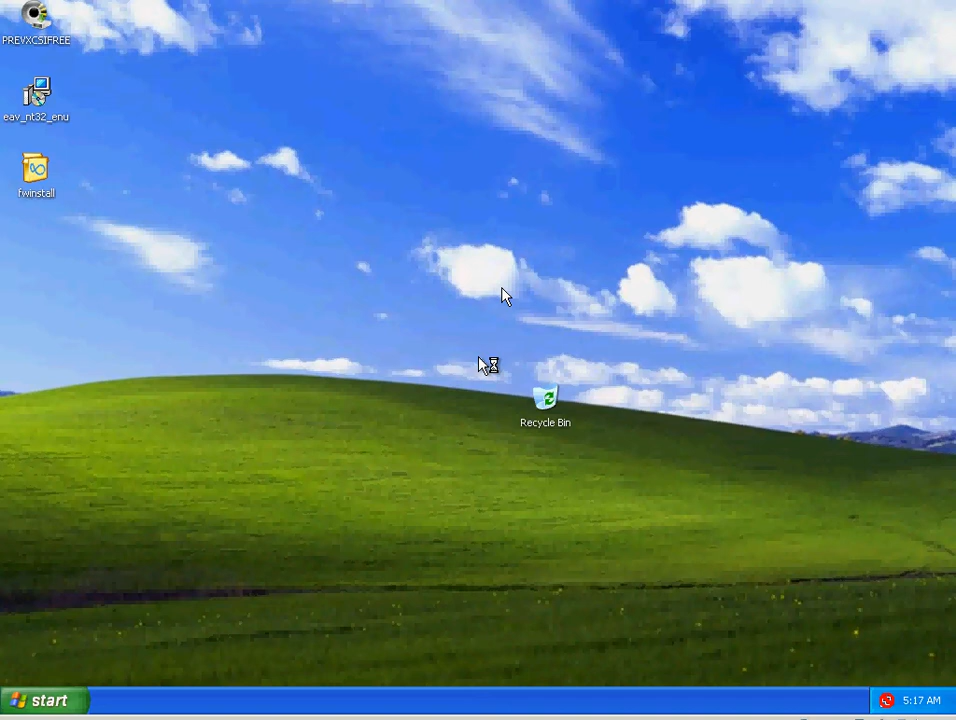 PREVXCSIFREE
eav_nt32_enu
fwinstall
Recycle Bin
start
5:17 AM